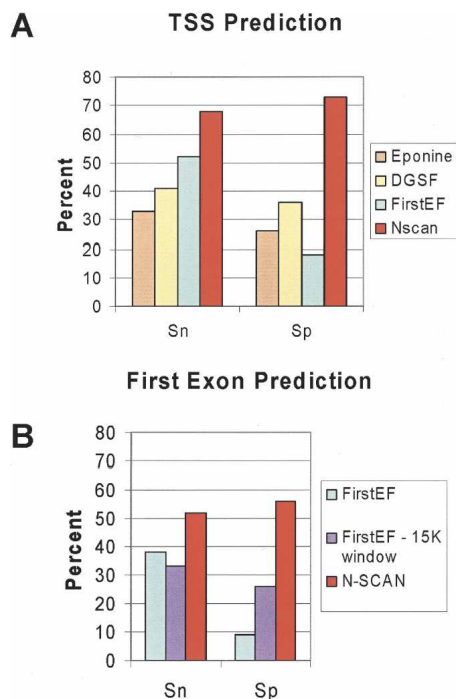 A
TSS Prediction
Percent
80
70
60
50
40
30
20
10
0
Sn
Sp
Eponine
DGSF
FirstEF
Nscan
First Exon Prediction
B
Percent
80
70
60
50
40
30
20
10
0
Sn
Sp
FirstEF
FirstEF - 15K
window
N-SCAN